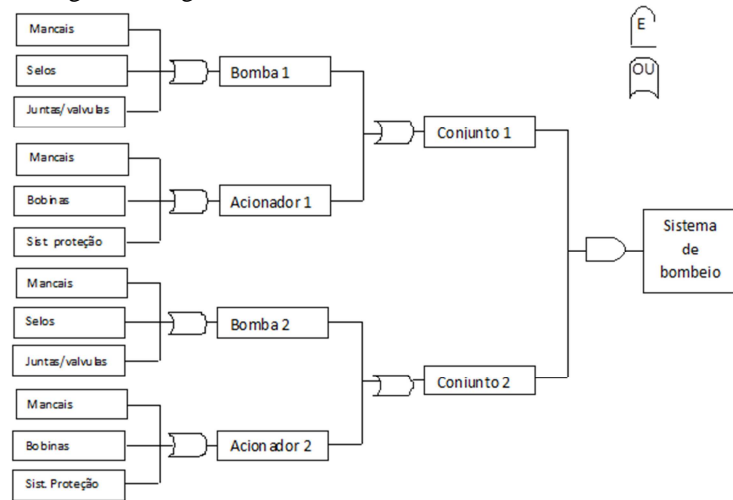 Mancais
Selos
Juntas/valvulas
Bomba 1
Mancais
Bobinas
Sist. proteção
Acionador 1
Conjunto 1
Mancais
Selos
Juntas/valvulas
Bomba 2
Mancais
Bobinas
Sist. Proteção
Acionador 2
Conjunto 2
Sistema
de
bombeio
E
OU